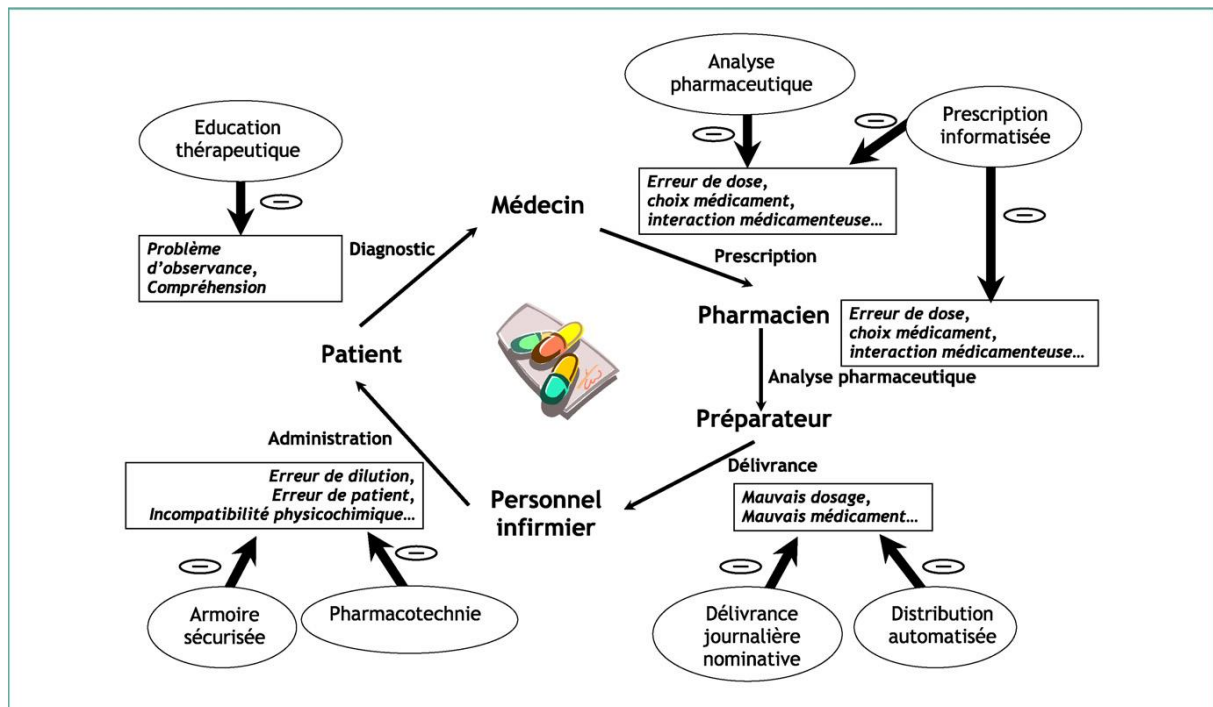 Analyse
pharmaceutique
Prescription
informatisée
Education
thérapeutique
Erreur de dose,
choix médicament,
interaction médicamenteuse...
Médecin
Problème
d'observance,
Compréhension
Diagnostic
Prescription
Pharmacien
Erreur de dose,
choix médicament,
interaction médicamenteuse...
Patient
Analyse pharmaceutique
Préparateur
Administration
Délivrance
Erreur de dilution,
Erreur de patient,
Incompatibilité physicochimique...
Personnel
infirmier
Mauvais dosage,
Mauvais médicament...
Armoire
sécurisée
Pharmacotechnie
Délivrance
journalière
nominative
Distribution
automatisée